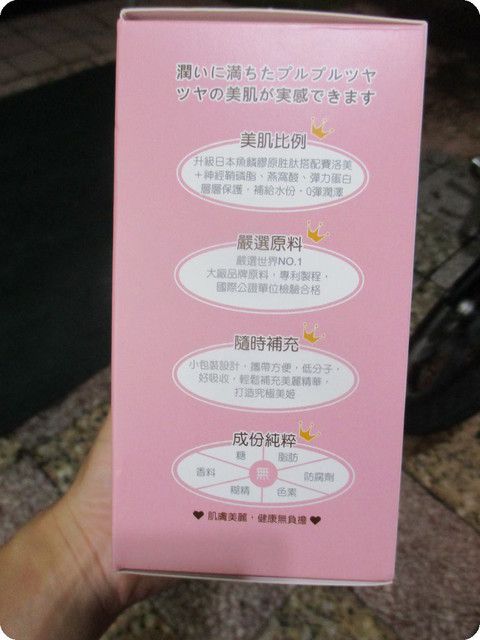 潤いに満ちたプルプルツヤ
ツヤの美肌が実感できます
美肌比例
升級日本魚鱗膠原胜肽搭配賽洛美
+神經鞘磷脂、燕窩酸、彈力蛋白
層層保護，補給水份，Q彈潤澤
嚴選原料
嚴選世界NO.1
大廠品牌原料，專利製程，
國際公證單位檢驗合格
隨時補充
小包裝設計，攜帶方便，低分子，
好吸收，輕鬆補充美麗精華，
打造究極美姬
成份純粹
糖 脂肪
香料 無 防腐劑
糊精 色素
♥ 肌膚美麗，健康無負擔 ♥